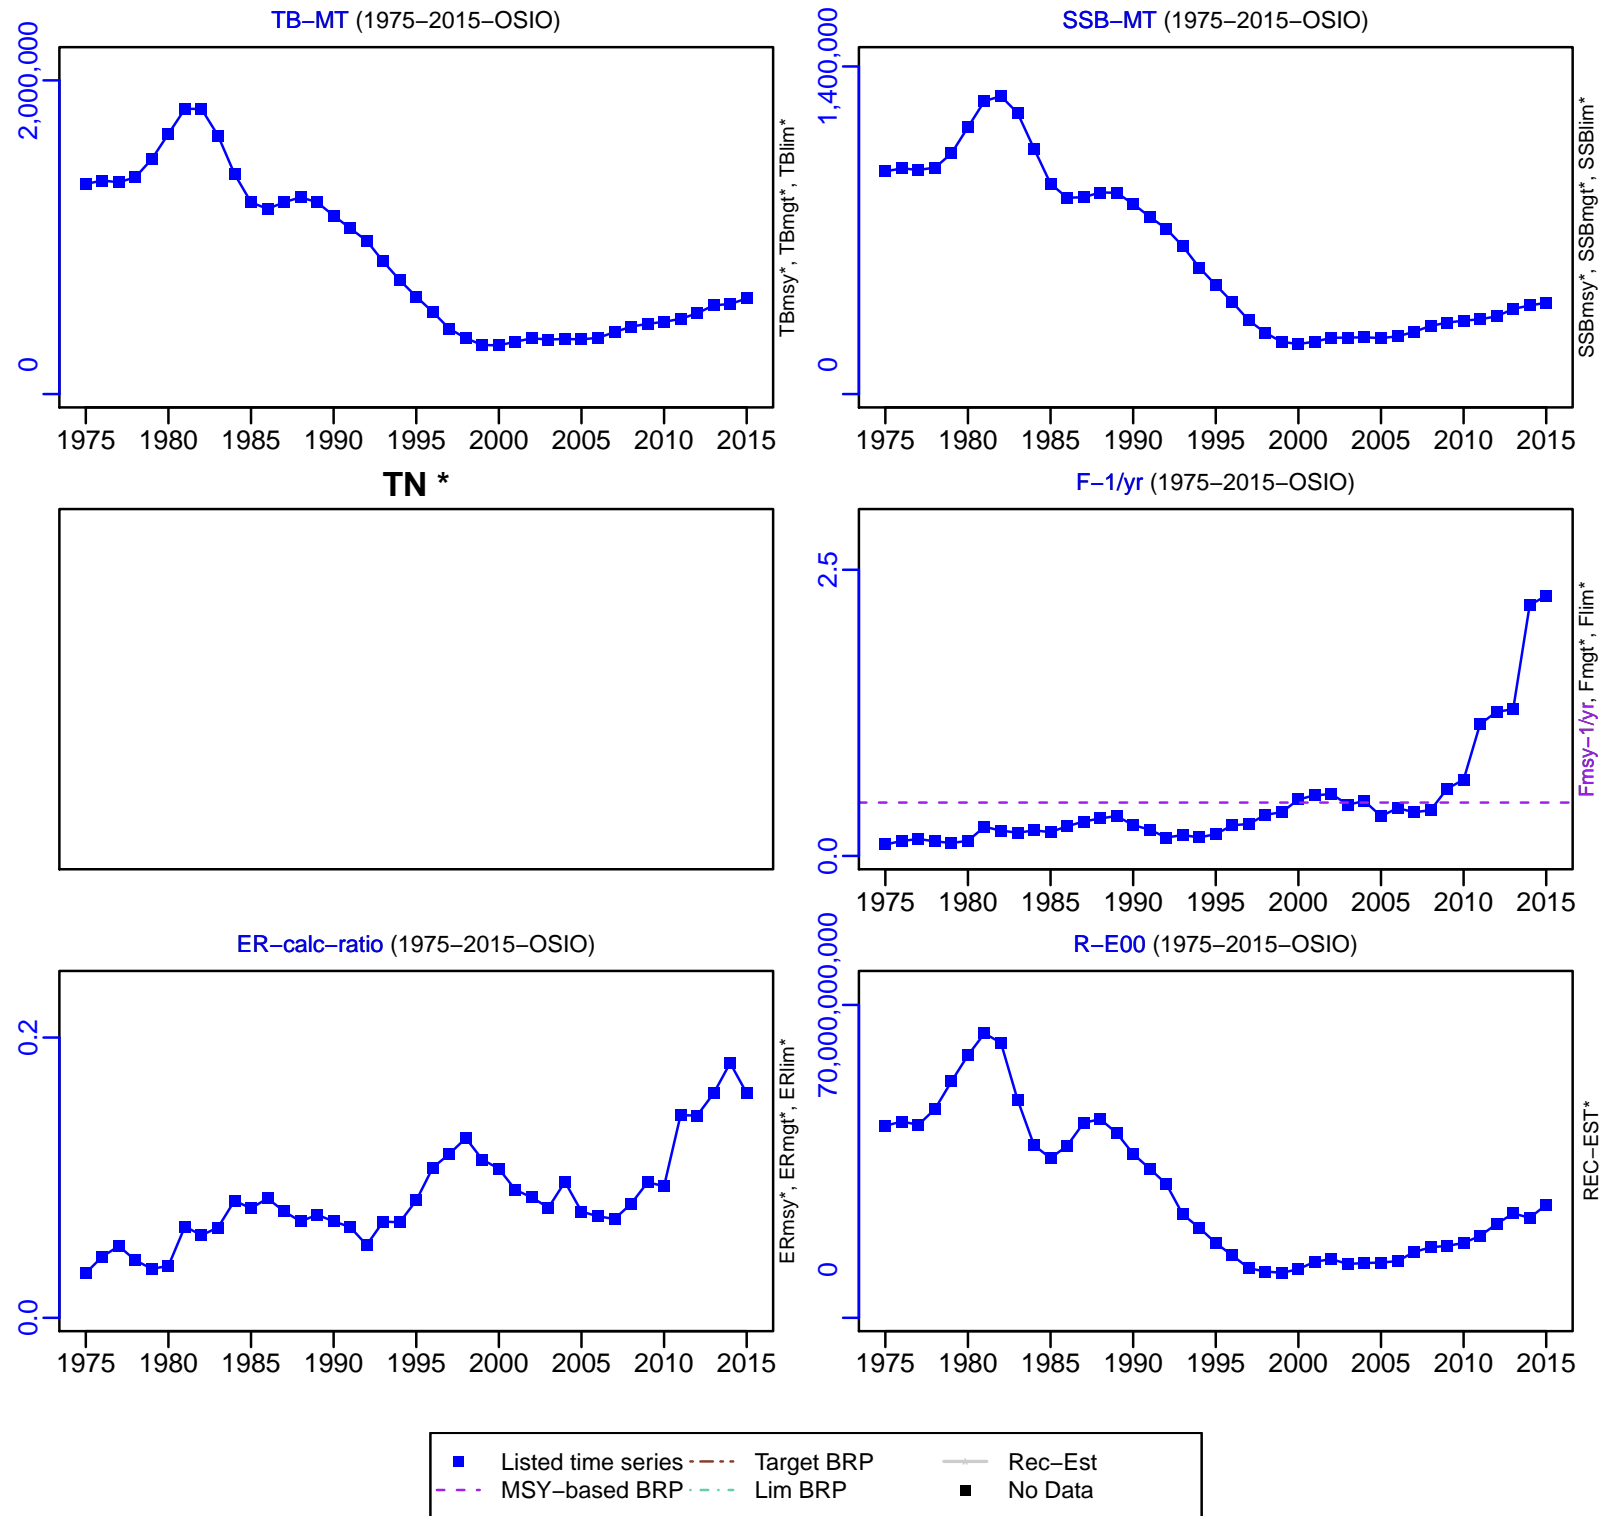 TB−MT (1975−2015−OSIO)
2,000,000
0
TBmsy*, TBmgt*, TBlim*
1975 1980 1985 1990 1995 2000 2005 2010 2015
SSB−MT (1975−2015−OSIO)
1,400,000
0
SSBmsy*, SSBmgt*, SSBlim*
1975 1980 1985 1990 1995 2000 2005 2010 2015
TN *
F−1/yr (1975−2015−OSIO)
2.5
0.0
Fmsy−1/yr, Fmgt*, Flim*
1975 1980 1985 1990 1995 2000 2005 2010 2015
ER−calc−ratio (1975−2015−OSIO)
0.2
0.0
ERmsy*, ERmgt*, ERlim*
1975 1980 1985 1990 1995 2000 2005 2010 2015
R−E00 (1975−2015−OSIO)
70,000,000,000
0
REC−EST*
1975 1980 1985 1990 1995 2000 2005 2010 2015
Listed time series Target BRP Rec−Est
MSY−based BRP Lim BRP No Data